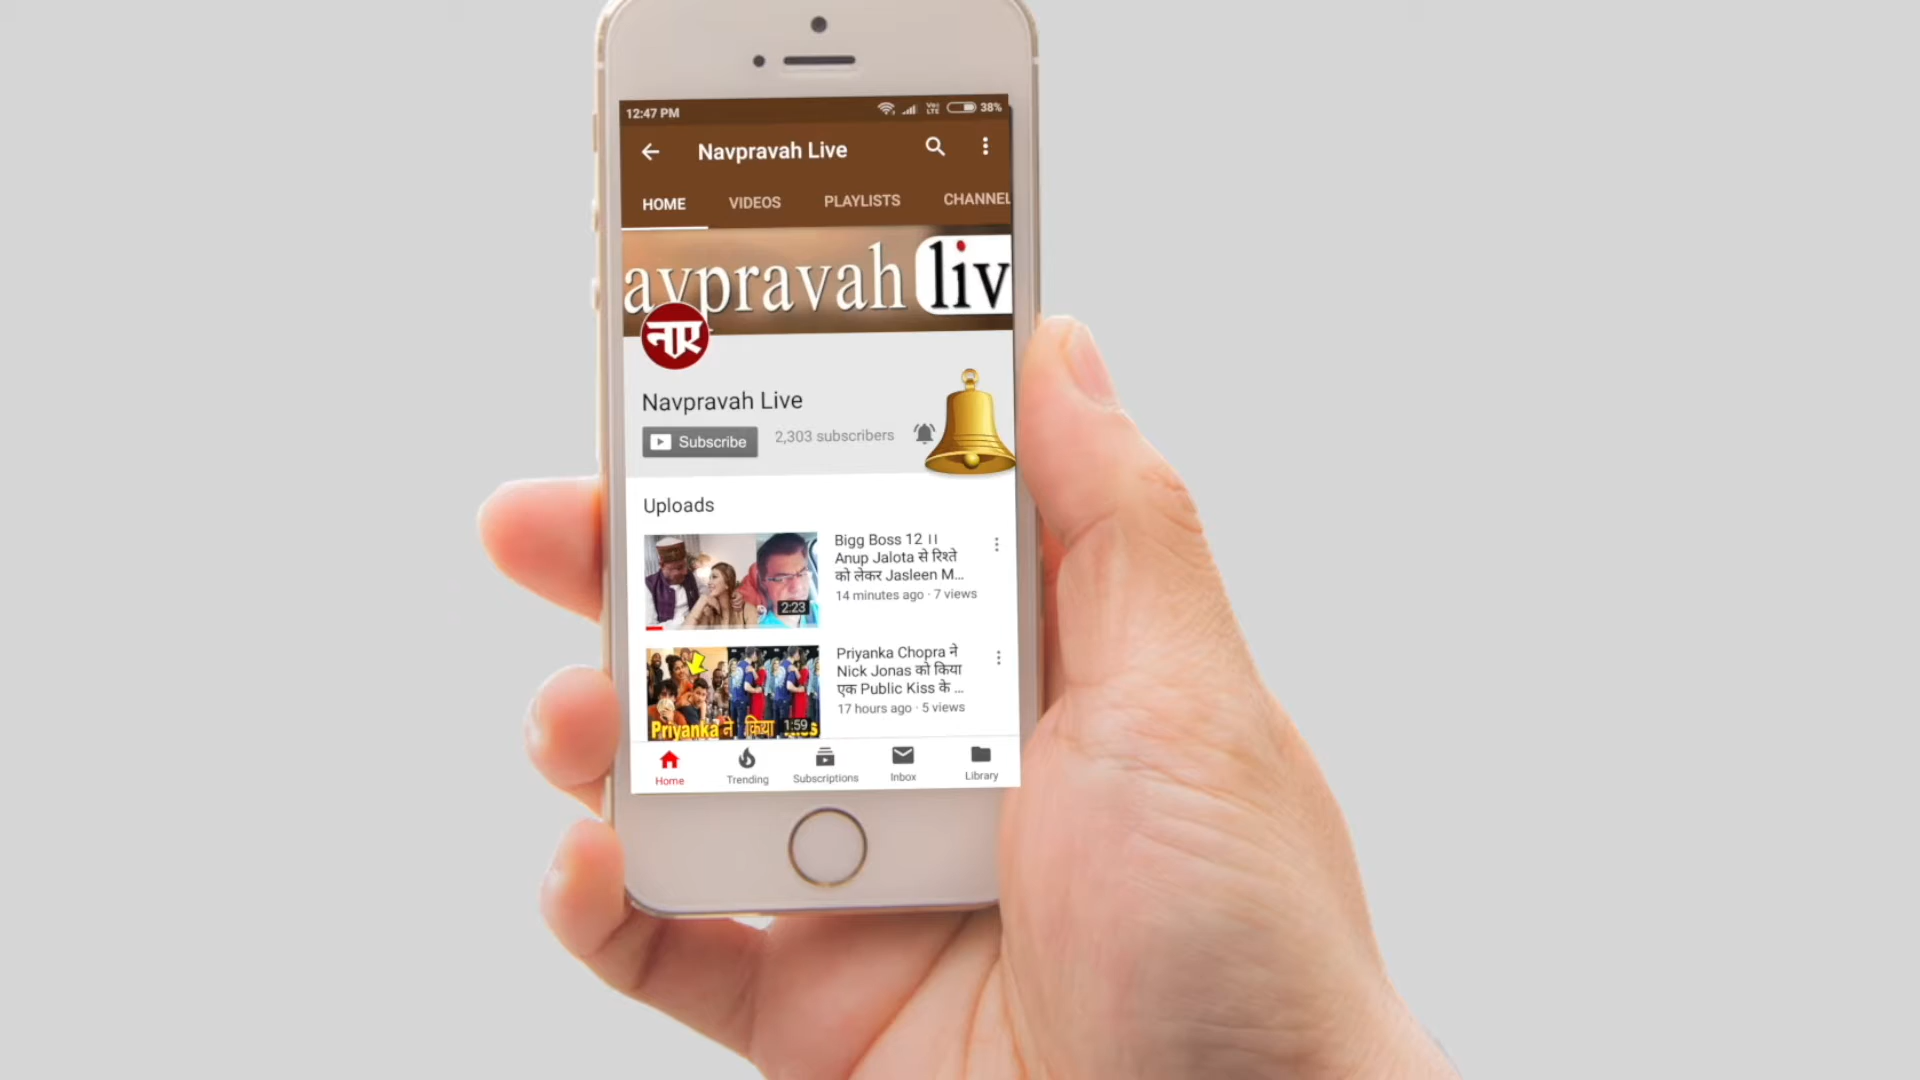 12:47 PM
VoLTE 38%
Navpravah Live
HOME VIDEOS PLAYLISTS CHANNEL
avpravah liv
नए
Navpravah Live
Subscribe 2,303 subscribers
Uploads
Bigg Boss 12 ।।
Anup Jalota से रिश्ते
को लेकर Jasleen M...
14 minutes ago · 7 views
2:23
Priyanka Chopra ने
Nick Jonas को किया
एक Public Kiss के ...
17 hours ago · 5 views
Priyanka ने किया
1:59
Home Trending Subscriptions Inbox Library